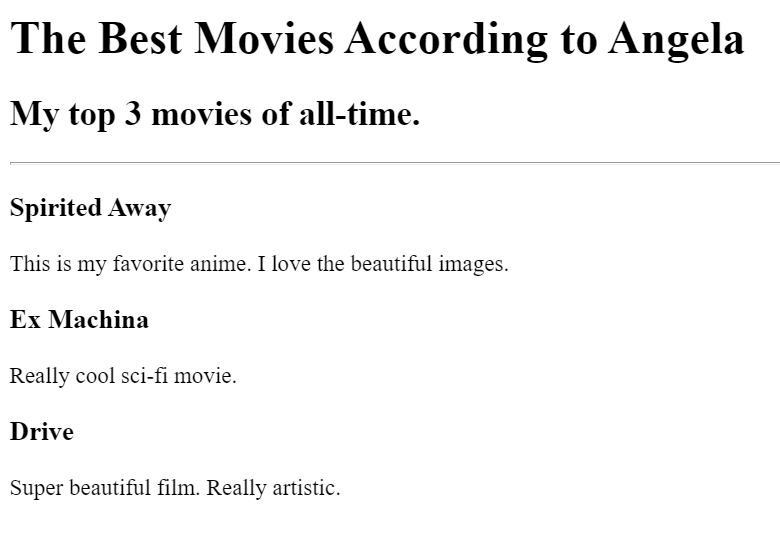 The Best Movies According to Angela
My top 3 movies of all-time.
Spirited Away
This is my favorite anime. I love the beautiful images.
Ex Machina
Really cool sci-fi movie.
Drive
Super beautiful film. Really artistic.